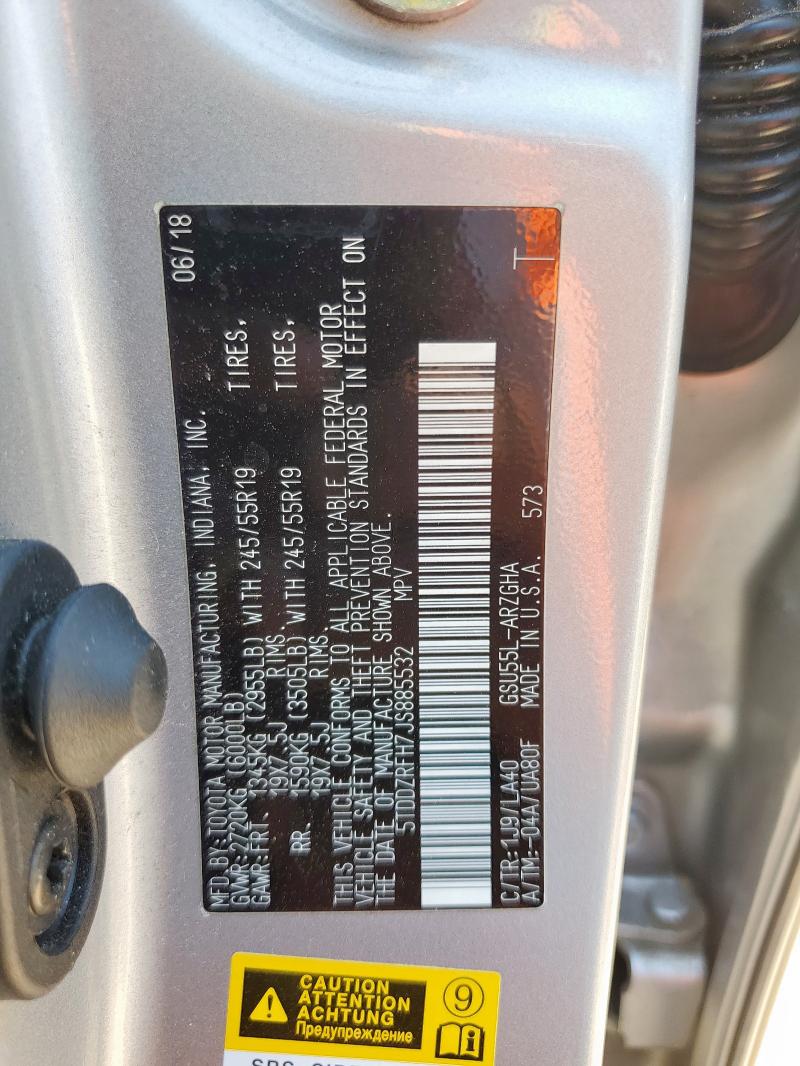 MFD.BY:TOYOTA MOTOR MANUFACTURING, INDIANA, INC. 06/18
GVWR:2720KG (6000LB)
GAWR:FRT. 1345KG (2955LB) WITH 245/55R19 TIRES,
19X7.5J RIMS.
RR. 1590KG (3505LB) WITH 245/55R19 TIRES,
19X7.5J RIMS.
THIS VEHICLE CONFORMS TO ALL APPLICABLE FEDERAL MOTOR
VEHICLE SAFETY AND THEFT PREVENTION STANDARDS IN EFFECT ON
THE DATE OF MANUFACTURE SHOWN ABOVE.
5TDDZRFH7JS885532 MPV
C/TR:1J9/LA40 GSU55L-ARZGHA
A/TM:-04A/UA80F MADE IN U.S.A. 573 T
CAUTION
ATTENTION
ACHTUNG
Предупреждение
9
i